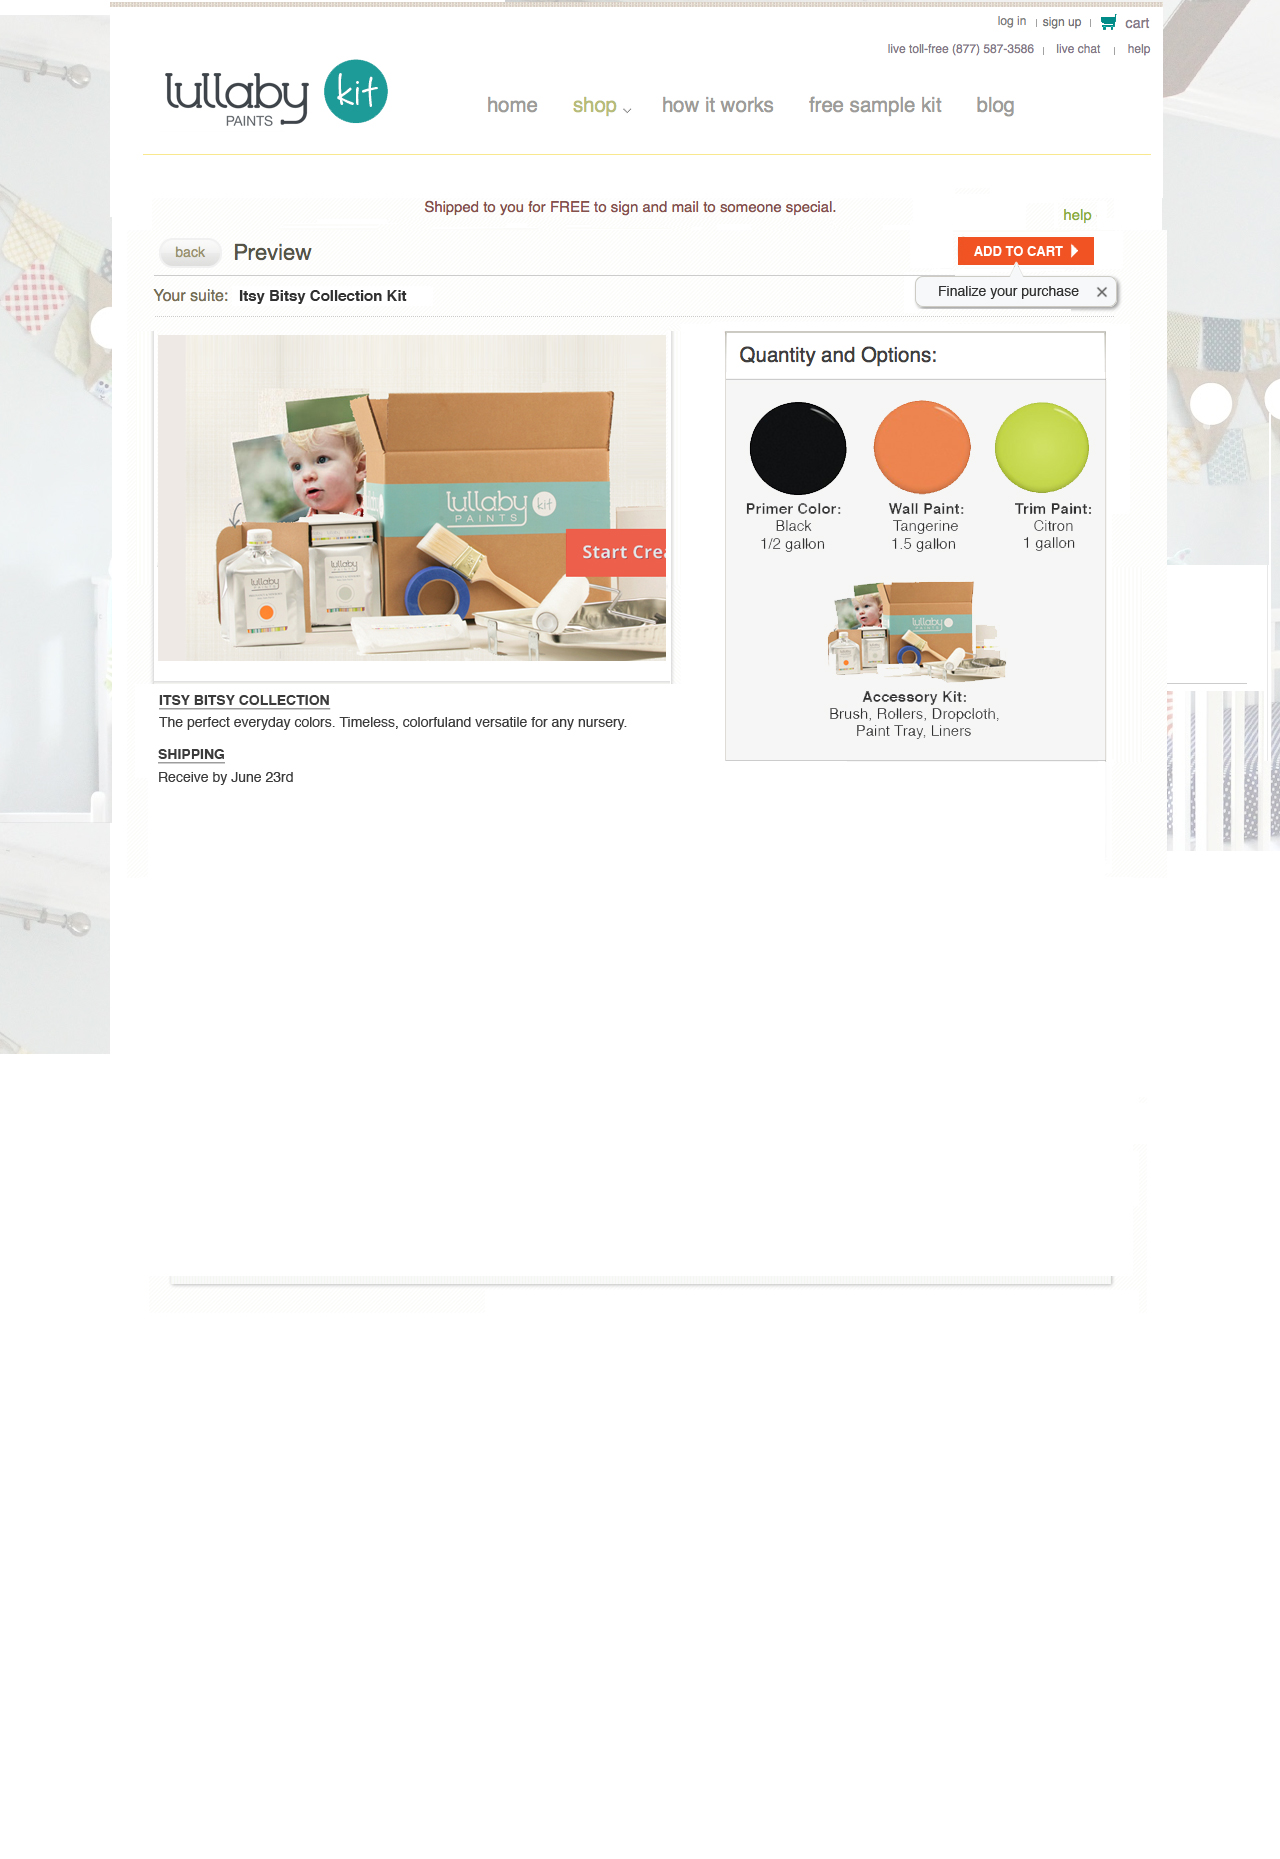 log in
sign up
cart
live toll-free (877) 587-3586
live chat
help
lullaby
PAINTS
kit
home
shop
how it works
free sample kit
blog
Shipped to you for FREE to sign and mail to someone special.
help
back
Preview
ADD TO CART
Your suite: Itsy Bitsy Collection Kit
Finalize your purchase
Quantity and Options:
lullaby
PAINTS
kit
Start Crea
lullaby
lullaby
Primer Color:
Black
1/2 gallon
Wall Paint:
Tangerine
1.5 gallon
Trim Paint:
Citron
1 gallon
lullaby
Accessory Kit:
Brush, Rollers, Dropcloth,
Paint Tray, Liners
ITSY BITSY COLLECTION
The perfect everyday colors. Timeless, colorfuland versatile for any nursery.
SHIPPING
Receive by June 23rd